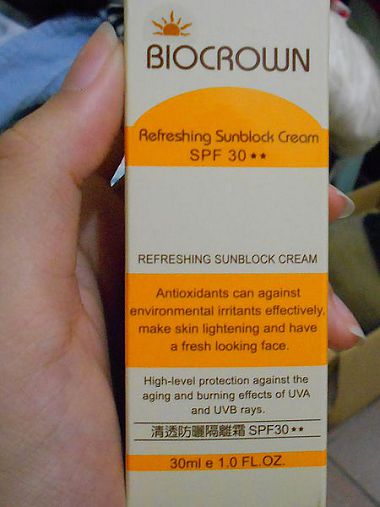 BIOCROWN
Refreshing Sunblock Cream
SPF 30 ★★
REFRESHING SUNBLOCK CREAM
Antioxidants can against
environmental irritants effectively,
make skin lightening and have
a fresh looking face.
High-level protection against the
aging and burning effects of UVA
and UVB rays.
清透防曬隔離霜 SPF30 ★★
30ml e 1.0 FL.OZ.